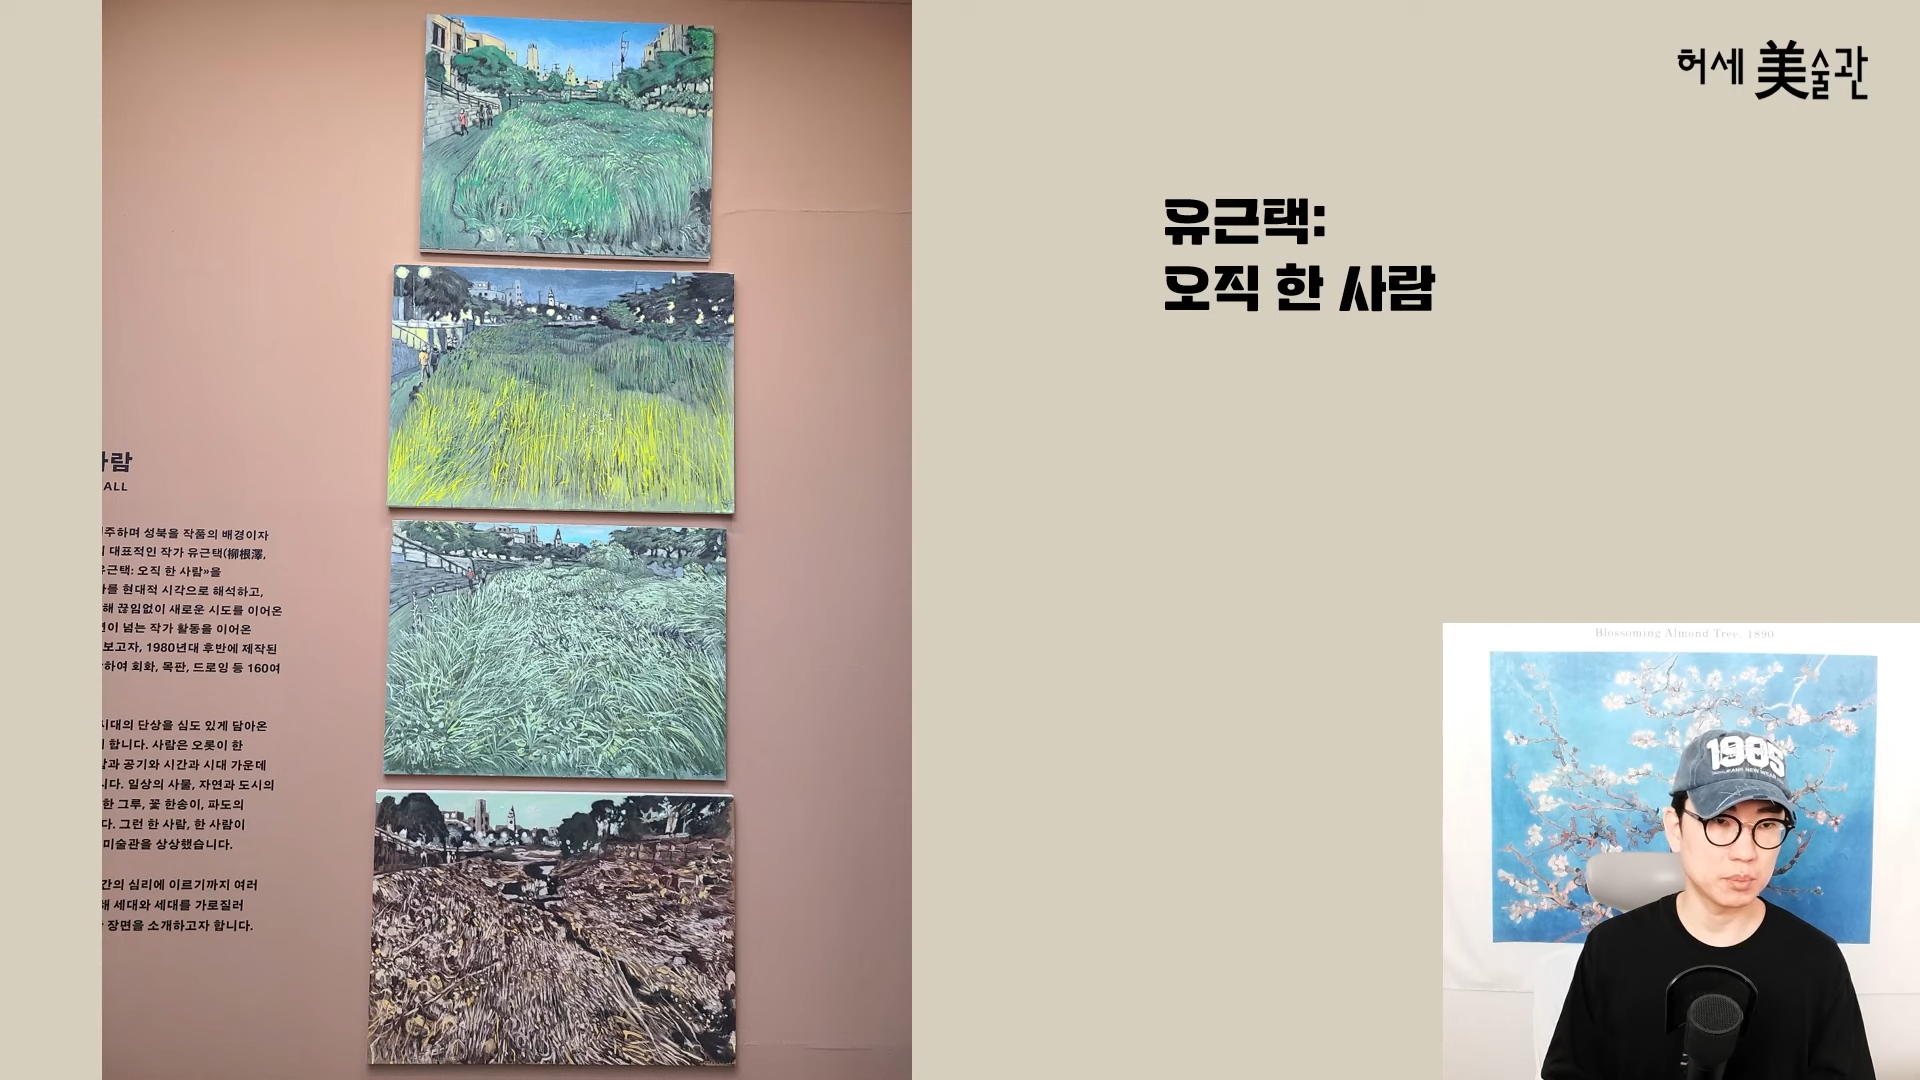 허세 美술관
유근택:
오직 한 사람
사람
ALL
주하며 성북을 작품의 배경이자
대표적인 작가 유근택(柳根澤,
유근택: 오직 한 사람»을
를 현대적 시각으로 해석하고,
해 끊임없이 새로운 시도를 이어온
이 넘는 작가 활동을 이어온
보고자, 1980년대 후반에 제작된
하여 회화, 목판, 드로잉 등 160여
시대의 단상을 심도 있게 담아온
합니다. 사람은 오롯이 한
과 공기와 시간과 시대 가운데
니다. 일상의 사물, 자연과 도시의
한 그루, 꽃 한송이, 파도의
다. 그런 한 사람, 한 사람이
미술관을 상상했습니다.
간의 심리에 이르기까지 여러
해 세대와 세대를 가로질러
장면을 소개하고자 합니다.
Blossoming Almond Tree. 1890
1985